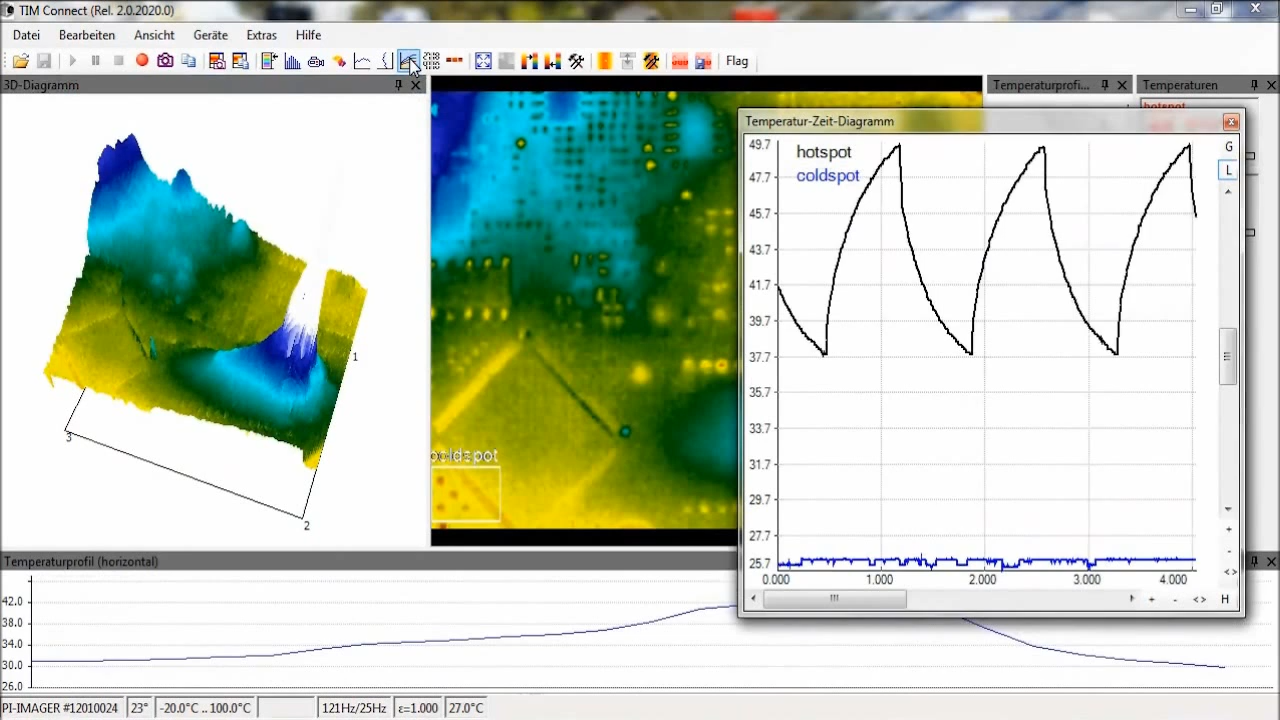 TIM Connect (Rel. 2.0.2020.0)
Datei Bearbeiten Ansicht Geräte Extras Hilfe
Flag
3D-Diagramm
Temperaturprofi...
Temperaturen
hotspot
1
3
2
coldspot
Temperatur-Zeit-Diagramm
hotspot
coldspot
49.7
47.7
45.7
43.7
41.7
39.7
37.7
35.7
33.7
31.7
29.7
27.7
25.7
0.000 1.000 2.000 3.000 4.000
G
L
H
Temperaturprofil (horizontal)
42.0
38.0
34.0
30.0
26.0
PI-IMAGER #12010024 23° -20.0°C .. 100.0°C 121Hz/25Hz ε=1.000 27.0°C